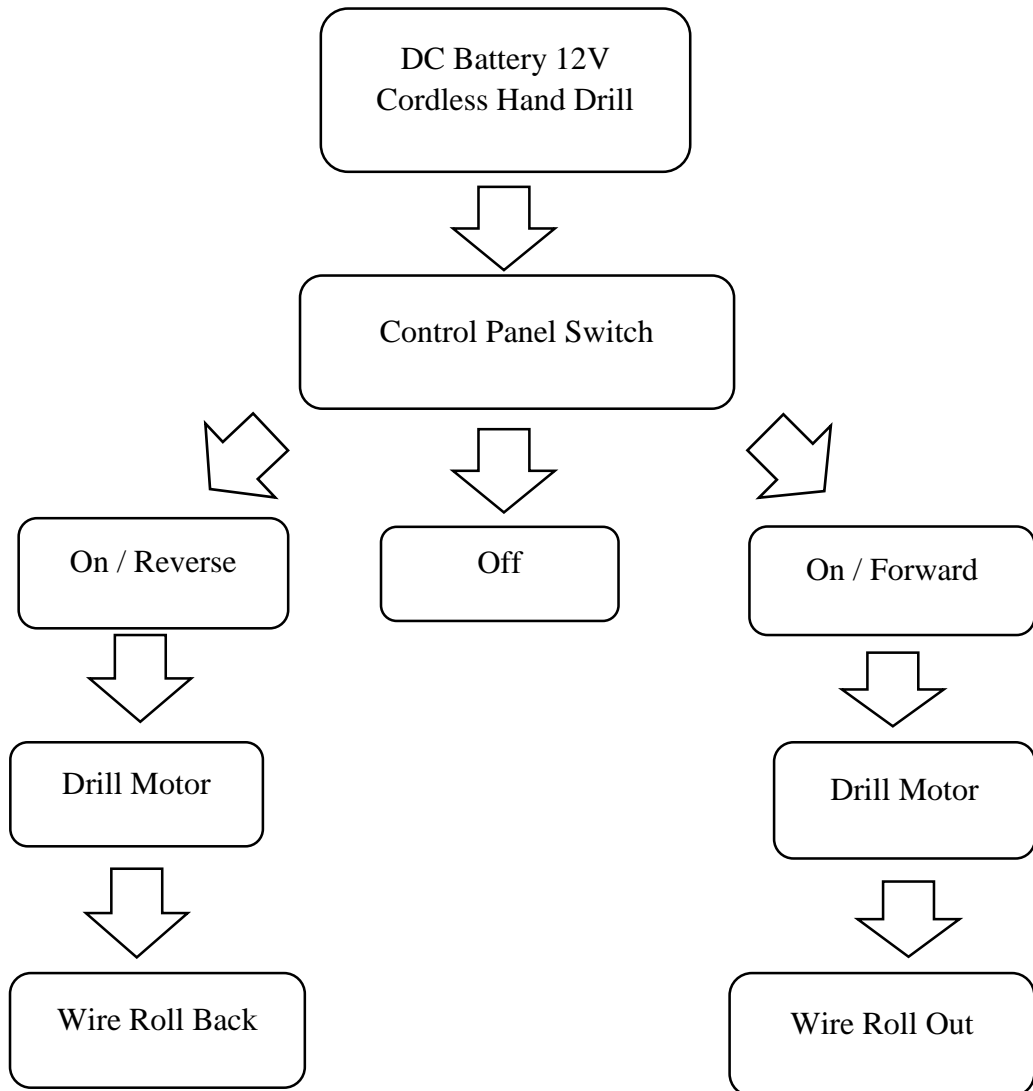 DC Battery 12V
Cordless Hand Drill
Control Panel Switch
On / Reverse
Off
On / Forward
Drill Motor
Drill Motor
Wire Roll Back
Wire Roll Out